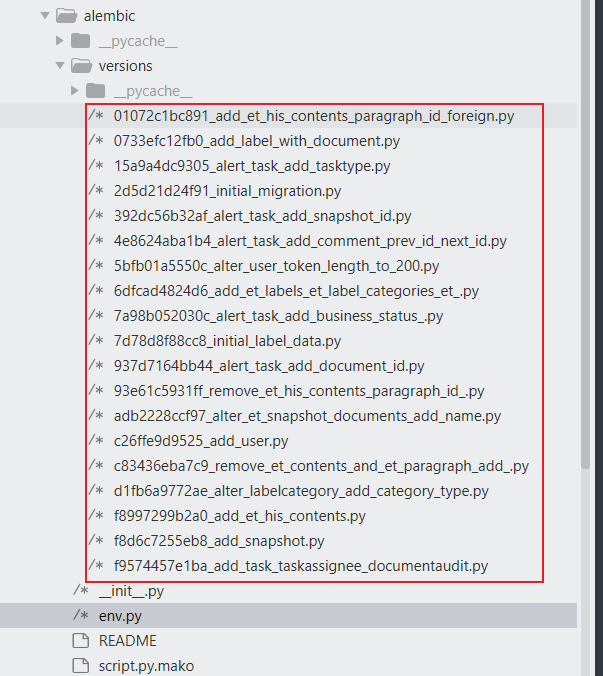 alembic
__pycache__
versions
__pycache__
/* 01072c1bc891_add_et_his_contents_paragraph_id_foreign.py
/* 0733efc12fb0_add_label_with_document.py
/* 15a9a4dc9305_alert_task_add_tasktype.py
/* 2d5d21d24f91_initial_migration.py
/* 392dc56b32af_alert_task_add_snapshot_id.py
/* 4e8624aba1b4_alert_task_add_comment_prev_id_next_id.py
/* 5bfb01a5550c_alter_user_token_length_to_200.py
/* 6dfcad4824d6_add_et_labels_et_label_categories_et_.py
/* 7a98b052030c_alert_task_add_business_status_.py
/* 7d78d8f88cc8_initial_label_data.py
/* 937d7164bb44_alert_task_add_document_id.py
/* 93e61c5931ff_remove_et_his_contents_paragraph_id_.py
/* adb2228ccf97_alter_et_snapshot_documents_add_name.py
/* c26ffe9d9525_add_user.py
/* c83436eba7c9_remove_et_contents_and_et_paragraph_add_.py
/* d1fb6a9772ae_alter_labelcategory_add_category_type.py
/* f8997299b2a0_add_et_his_contents.py
/* f8d6c7255eb8_add_snapshot.py
/* f9574457e1ba_add_task_taskassignee_documentaudit.py
/* __init__.py
/* env.py
README
script.py.mako